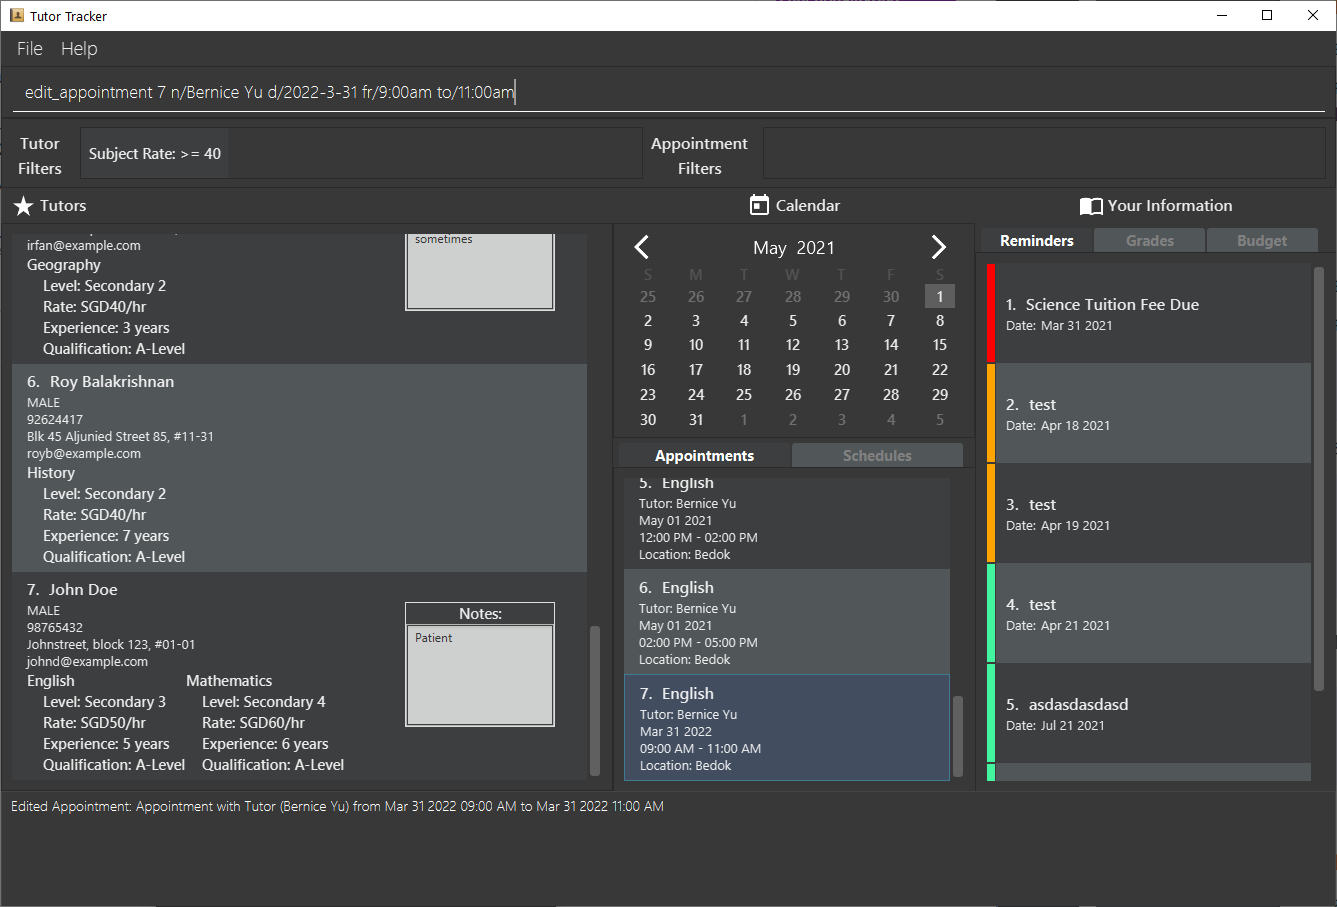 Tutor Tracker
File Help
edit_appointment 7 n/Bernice Yu d/2022-3-31 fr/9:00am to/11:00am
Tutor
Filters
Subject Rate: >= 40
Appointment
Filters
Tutors
irfan@example.com
Geography
Level: Secondary 2
Rate: SGD40/hr
Experience: 3 years
Qualification: A-Level
sometimes
6. Roy Balakrishnan
MALE
92624417
Blk 45 Aljunied Street 85, #11-31
royb@example.com
History
Level: Secondary 2
Rate: SGD40/hr
Experience: 7 years
Qualification: A-Level
7. John Doe
MALE
98765432
Johnstreet, block 123, #01-01
johnd@example.com
English Mathematics
Level: Secondary 3 Level: Secondary 4
Rate: SGD50/hr Rate: SGD60/hr
Experience: 5 years Experience: 6 years
Qualification: A-Level Qualification: A-Level
Notes:
Patient
Calendar
May 2021
S M T W T F S
25 26 27 28 29 30 1
2 3 4 5 6 7 8
9 10 11 12 13 14 15
16 17 18 19 20 21 22
23 24 25 26 27 28 29
30 31 1 2 3 4 5
Appointments Schedules
5. English
Tutor: Bernice Yu
May 01 2021
12:00 PM - 02:00 PM
Location: Bedok
6. English
Tutor: Bernice Yu
May 01 2021
02:00 PM - 05:00 PM
Location: Bedok
7. English
Tutor: Bernice Yu
Mar 31 2022
09:00 AM - 11:00 AM
Location: Bedok
Your Information
Reminders Grades Budget
1. Science Tuition Fee Due
Date: Mar 31 2021
2. test
Date: Apr 18 2021
3. test
Date: Apr 19 2021
4. test
Date: Apr 21 2021
5. asdasdasdasd
Date: Jul 21 2021
Edited Appointment: Appointment with Tutor (Bernice Yu) from Mar 31 2022 09:00 AM to Mar 31 2022 11:00 AM